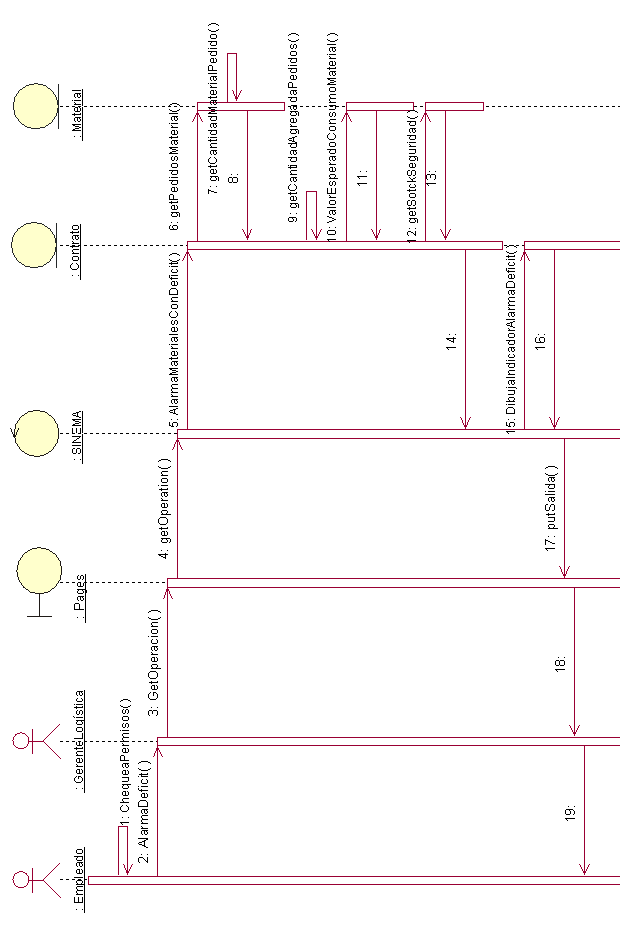 : Empleado
: GerenteLogística
: Pages
: SINEMA
: Contrato
: Material
1: ChequeaPermisos( )
2: AlarmaDeficit( )
3: GetOperacion( )
4: getOperation( )
5: AlarmaMaterialesConDeficit( )
6: getPedidosMaterial( )
7: getCantidadMaterialPedido( )
8:
9: getCantidadAgregadaPedidos( )
10: ValorEsperadoConsumoMaterial( )
11:
12: getSotckSeguridad( )
13:
14:
15: DibujaIndicadorAlarmaDeficit( )
16:
17: putSalida( )
18:
19: